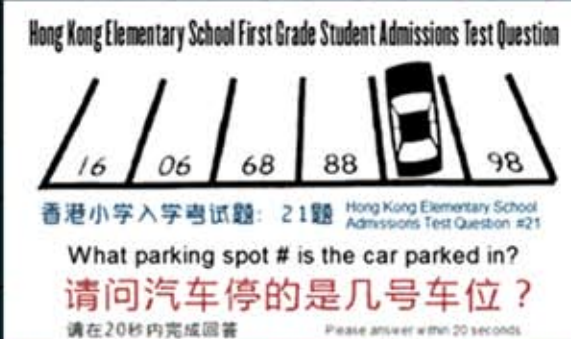 Hong Kong Elementary School First Grade Student Admissions Test Question
16 06 68 88 98
香港小学入学考试题: 21题
Hong Kong Elementary School
Admissions Test Question #21
What parking spot # is the car parked in?
请问汽车停的是几号车位？
请在20秒内完成回答
Please answer within 20 seconds